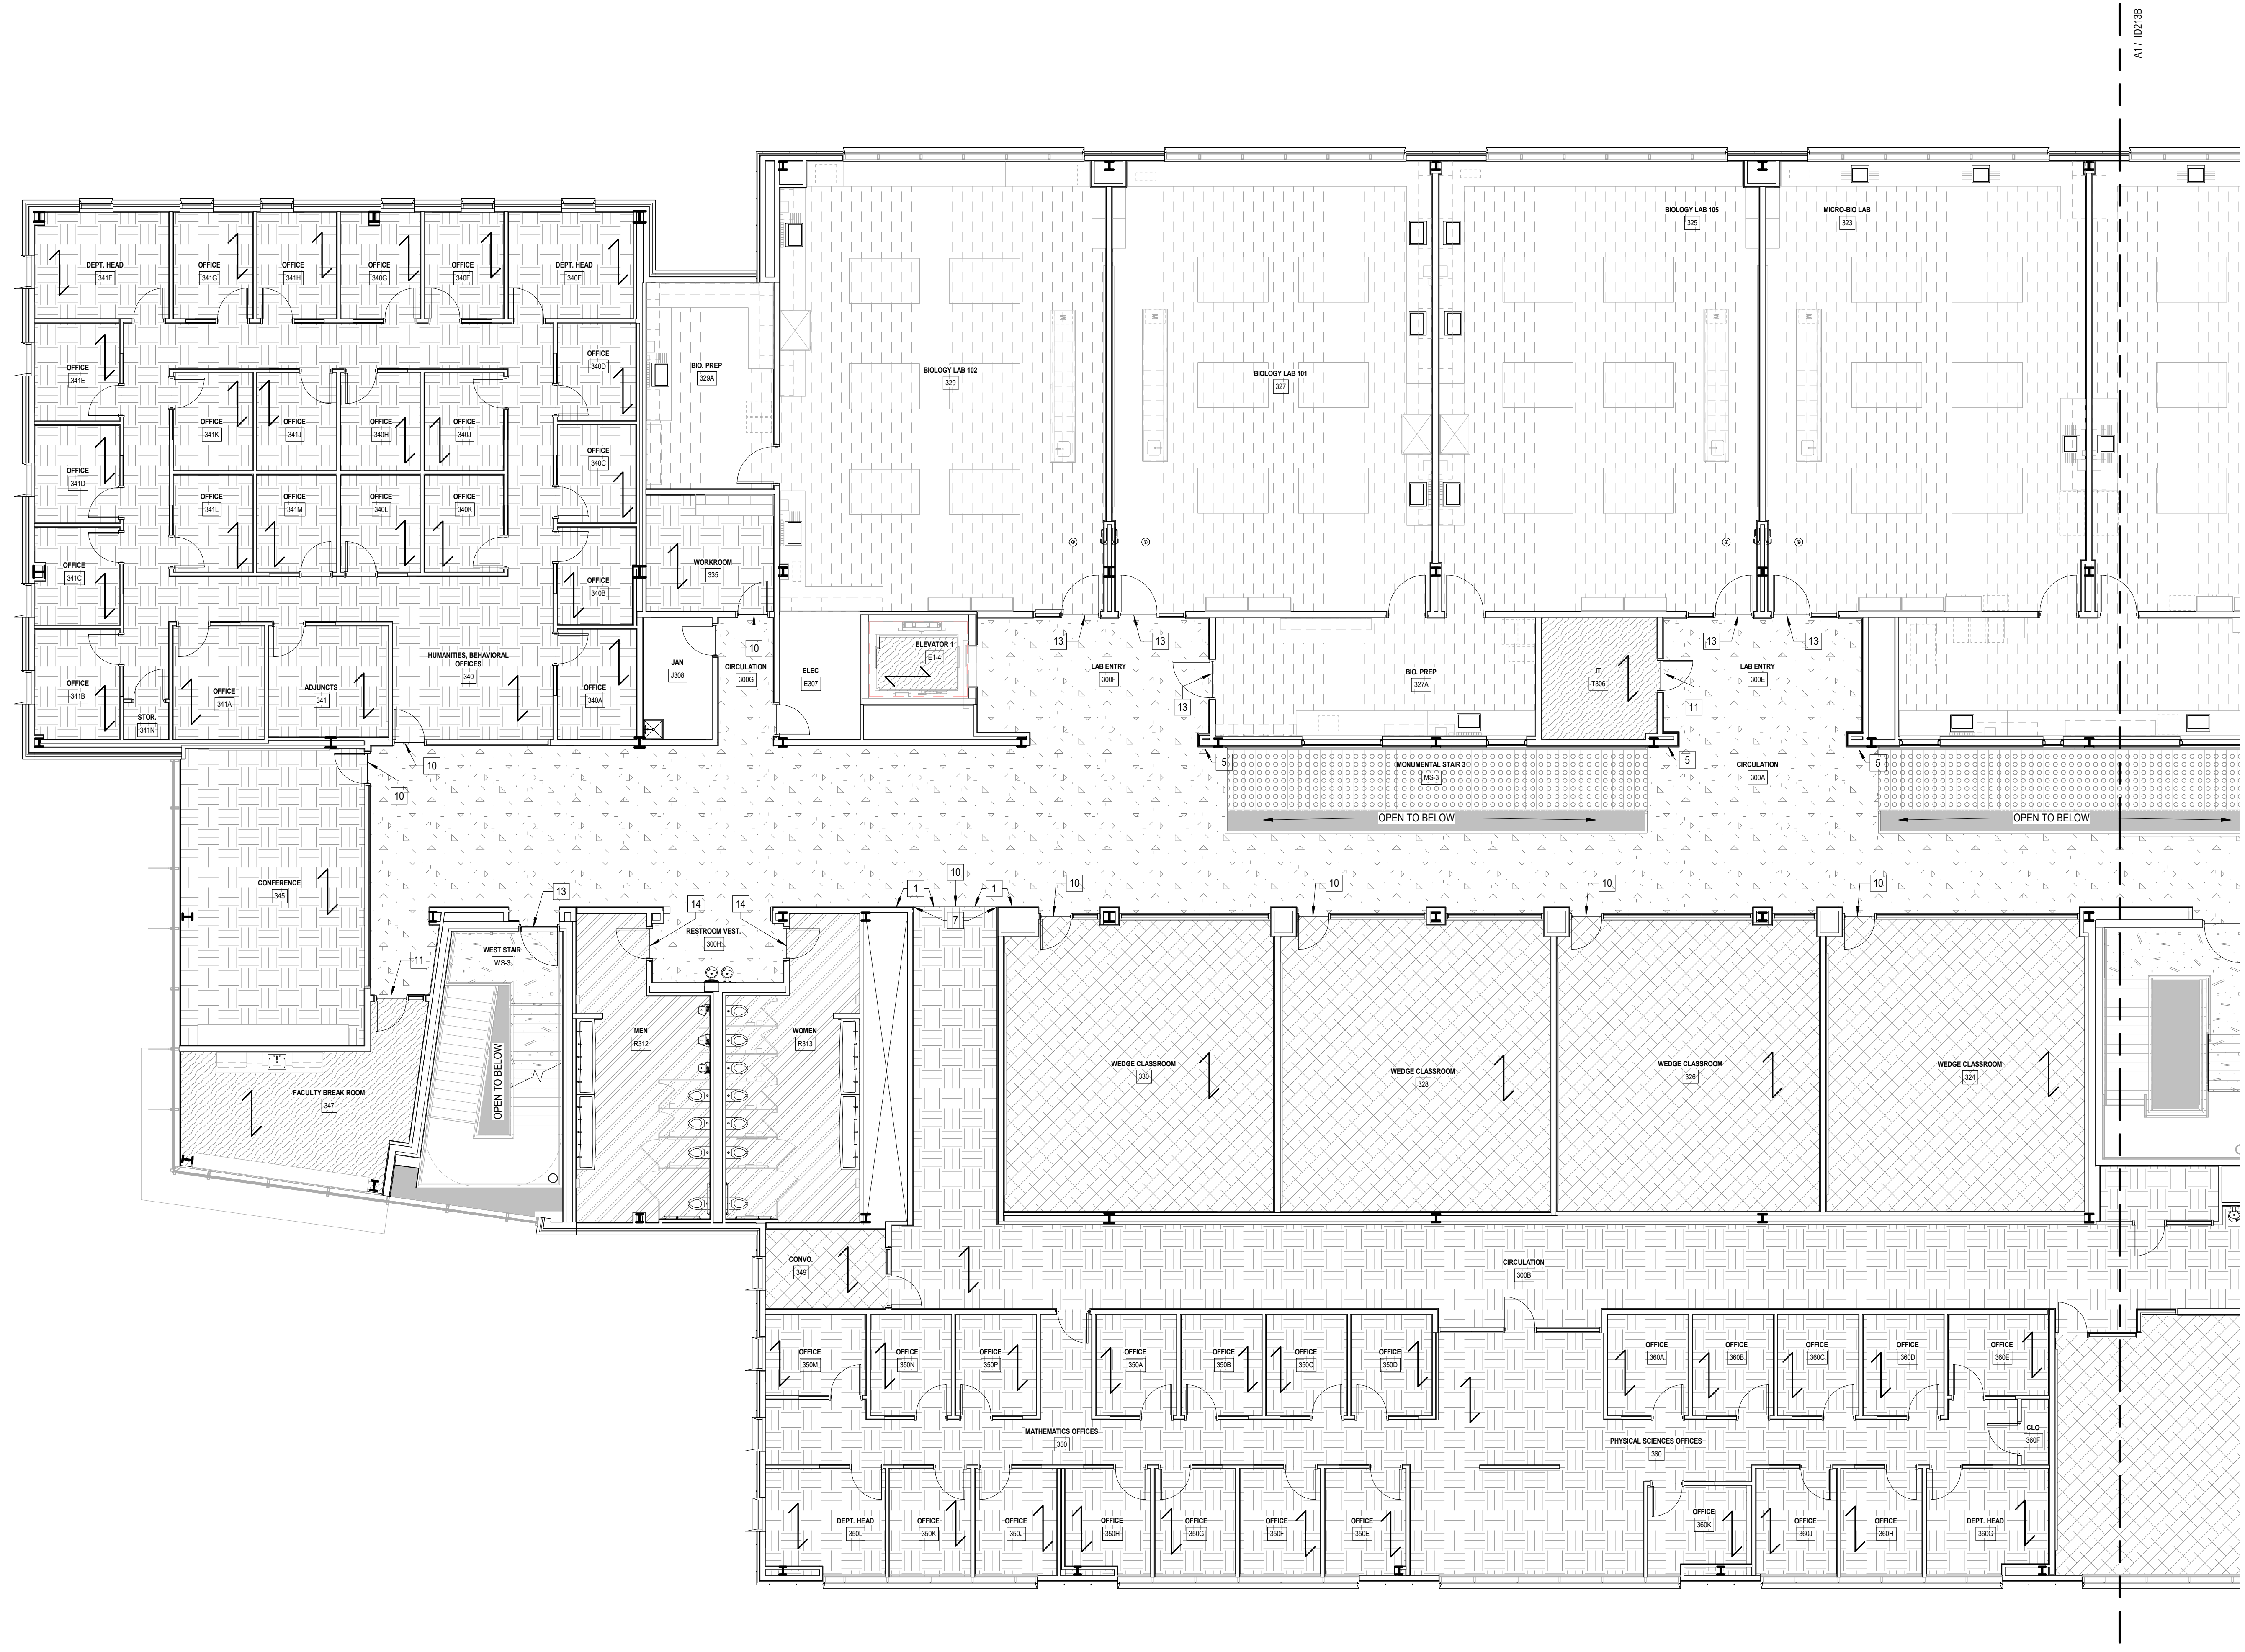 A1 / ID213B
BIOLOGY LAB 105
325
MICRO-BIO LAB
323
DEPT. HEAD
341F
OFFICE
341G
OFFICE
341H
OFFICE
340G
OFFICE
340F
DEPT. HEAD
340E
OFFICE
341E
OFFICE
340D
BIO. PREP
329A
BIOLOGY LAB 102
329
BIOLOGY LAB 101
327
M
M
M
M
OFFICE
341K
OFFICE
341J
OFFICE
340H
OFFICE
340J
OFFICE
341D
OFFICE
340C
OFFICE
341L
OFFICE
341M
OFFICE
340L
OFFICE
340K
OFFICE
341C
OFFICE
340B
WORKROOM
335
OFFICE
341B
STOR.
341N
OFFICE
341A
ADJUNCTS
341
HUMANITIES, BEHAVIORAL
OFFICES
340
OFFICE
340A
JAN
J308
10
CIRCULATION
300G
ELEC
E307
ELEVATOR 1
E1-4
13
13
LAB ENTRY
300F
13
BIO. PREP
327A
IT
T306
11
13
13
LAB ENTRY
300E
10
10
5
MONUMENTAL STAIR 3
MS-3
5
CIRCULATION
300A
5
OPEN TO BELOW
OPEN TO BELOW
CONFERENCE
345
13
14
14
1
10
1
7
10
10
10
10
WEST STAIR
WS-3
RESTROOM VEST.
300H
11
MEN
R312
WOMEN
R313
OPEN TO BELOW
FACULTY BREAK ROOM
347
WEDGE CLASSROOM
330
WEDGE CLASSROOM
328
WEDGE CLASSROOM
326
WEDGE CLASSROOM
324
CONVO.
349
CIRCULATION
300B
OFFICE
350M
OFFICE
350N
OFFICE
350P
OFFICE
350A
OFFICE
350B
OFFICE
350C
OFFICE
350D
OFFICE
360A
OFFICE
360B
OFFICE
360C
OFFICE
360D
OFFICE
360E
MATHEMATICS OFFICES
350
PHYSICAL SCIENCES OFFICES
360
CLO
360F
DEPT. HEAD
350L
OFFICE
350K
OFFICE
350J
OFFICE
350H
OFFICE
350G
OFFICE
350F
OFFICE
350E
OFFICE
360K
OFFICE
360J
OFFICE
360H
DEPT. HEAD
360G